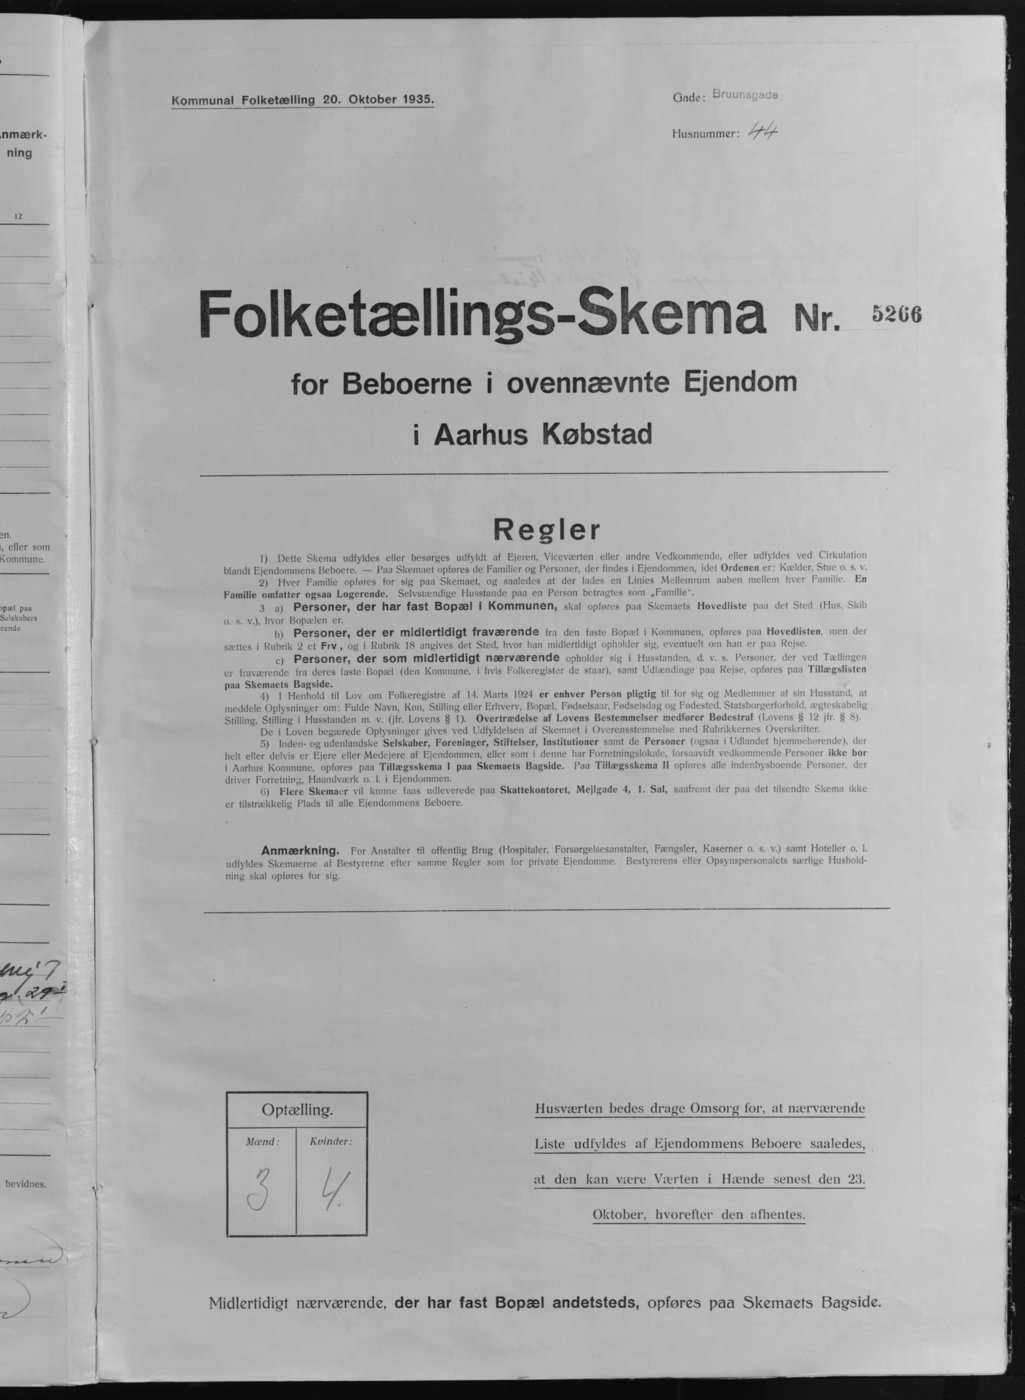 nmærk-
ning
12
en.
, eller som
Kommune.
opæl paa
Selskabers
rende
bevidnes.
Kommunal Folketælling 20. Oktober 1935.
Gade: Bruunsgade
Husnummer: 44
Folketællings-Skema Nr. 5266
for Beboerne i ovennævnte Ejendom
i Aarhus Købstad
Regler
1) Dette Skema udfyldes eller besørges udfyldt af Ejeren, Viceværten eller andre Vedkommende, eller udfyldes ved Cirkulation
blandt Ejendommens Beboere. — Paa Skemaet opføres de Familier og Personer, der findes i Ejendommen, idet Ordenen er: Kælder, Stue o. s. v.
2) Hver Familie opføres for sig paa Skemaet, og saaledes at der lades en Linies Mellemrum aaben mellem hver Familie. En
Familie omfatter ogsaa Logerende. Selvstændige Husstande paa en Person betragtes som „Familie".
3 a) Personer, der har fast Bopæl i Kommunen, skal opføres paa Skemaets Hovedliste paa det Sted (Hus, Skib
o. s. v.), hvor Bopælen er.
b) Personer, der er midlertidigt fraværende fra den faste Bopæl i Kommunen, opføres paa Hovedlisten, men der
sættes i Rubrik 2 et Frv., og i Rubrik 18 angives det Sted, hvor han midlertidigt opholder sig, eventuelt om han er paa Rejse.
c) Personer, der som midlertidigt nærværende opholder sig i Husstanden, d. v. s. Personer, der ved Tællingen
er fraværende fra deres faste Bopæl (den Kommune, i hvis Folkeregister de staar), samt Udlændinge paa Rejse, opføres paa Tillægslisten
paa Skemaets Bagside.
4) I Henhold til Lov om Folkeregistre af 14. Marts 1924 er enhver Person pligtig til for sig og Medlemmer af sin Husstand, at
meddele Oplysninger om: Fulde Navn, Køn, Stilling eller Erhverv, Bopæl, Fødselsaar, Fødselsdag og Fødested, Statsborgerforhold, ægteskabelig
Stilling, Stilling i Husstanden m. v. (jfr. Lovens § 1). Overtrædelse af Lovens Bestemmelser medfører Bødestraf (Lovens § 12 jfr. § 8).
De i Loven begærede Oplysninger gives ved Udfyldelsen af Skemaet i Overensstemmelse med Rubrikkernes Overskrifter.
5) Inden- og udenlandske Selskaber, Foreninger, Stiftelser, Institutioner samt de Personer (ogsaa i Udlandet hjemmehørende), der
helt eller delvis er Ejere eller Medejere af Ejendommen, eller som i denne har Forretningslokale, forsaavidt vedkommende Personer ikke bor
i Aarhus Kommune, opføres paa Tillægsskema I paa Skemaets Bagside. Paa Tillægsskema II opføres alle indenbysboende Personer, der
driver Forretning, Haandværk o. l. i Ejendommen.
6) Flere Skemaer vil kunne faas udleverede paa Skattekontoret, Mejlgade 4, 1. Sal, saafremt der paa det tilsendte Skema ikke
er tilstrækkelig Plads til alle Ejendommens Beboere.
Anmærkning. For Anstalter til offentlig Brug (Hospitaler, Forsørgelsesanstalter, Fængsler, Kaserner o. s. v.) samt Hoteller o. l.
udfyldes Skemaerne af Bestyrerne efter samme Regler som for private Ejendomme. Bestyrerens eller Opsynspersonalets særlige Hushold-
ning skal opføres for sig.
Optælling.
Mænd: Kvinder:
3 4.
Husværten bedes drage Omsorg for, at nærværende
Liste udfyldes af Ejendommens Beboere saaledes,
at den kan være Værten i Hænde senest den 23.
Oktober, hvorefter den afhentes.
Midlertidigt nærværende, der har fast Bopæl andetsteds, opføres paa Skemaets Bagside.